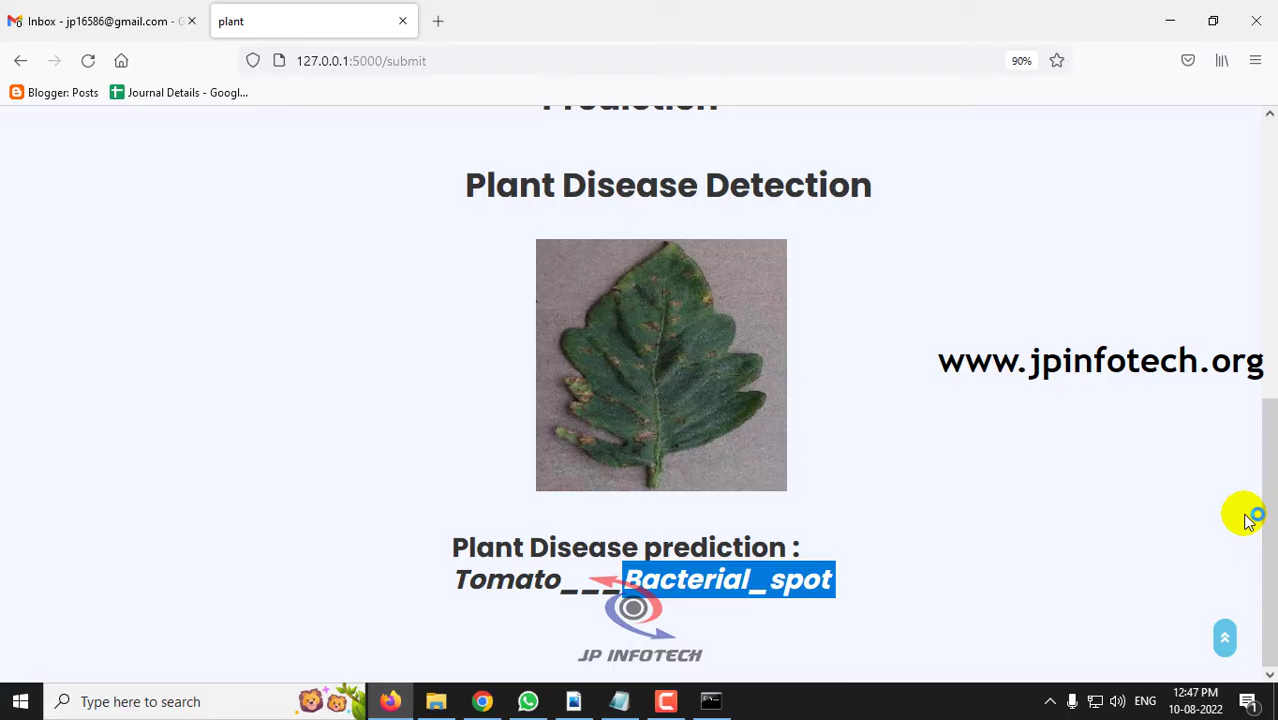 Inbox - jp16586@gmail.com - G
plant
127.0.0.1:5000/submit
90%
Blogger: Posts
Journal Details - Googl...
Prediction
Plant Disease Detection
www.jpinfotech.org
Plant Disease prediction :
Tomato___Bacterial_spot
JP INFOTECH
Type here to search
ENG
12:47 PM
10-08-2022
1